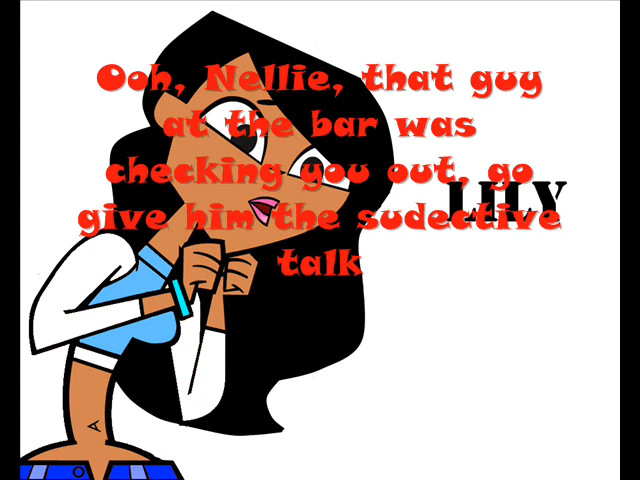 Ooh, Nellie, that guy
at the bar was
checking you out, go
give him the sudective
talk
LILY